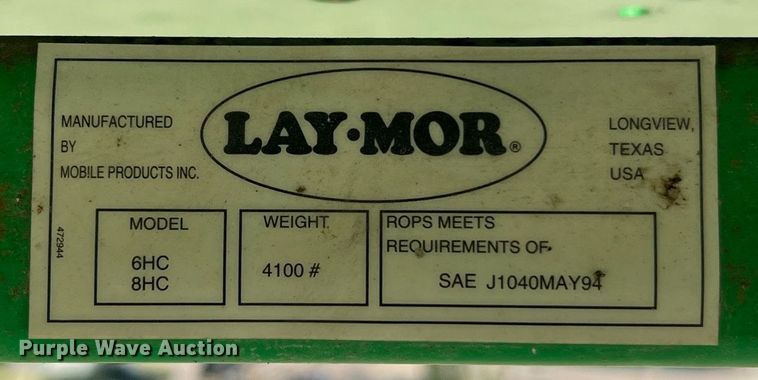 MANUFACTURED
BY
MOBILE PRODUCTS INC.
LAY·MOR®
LONGVIEW,
TEXAS
USA
472944
MODEL
6HC
8HC
WEIGHT
4100 #
ROPS MEETS
REQUIREMENTS OF
SAE J1040MAY94
Purple Wave Auction